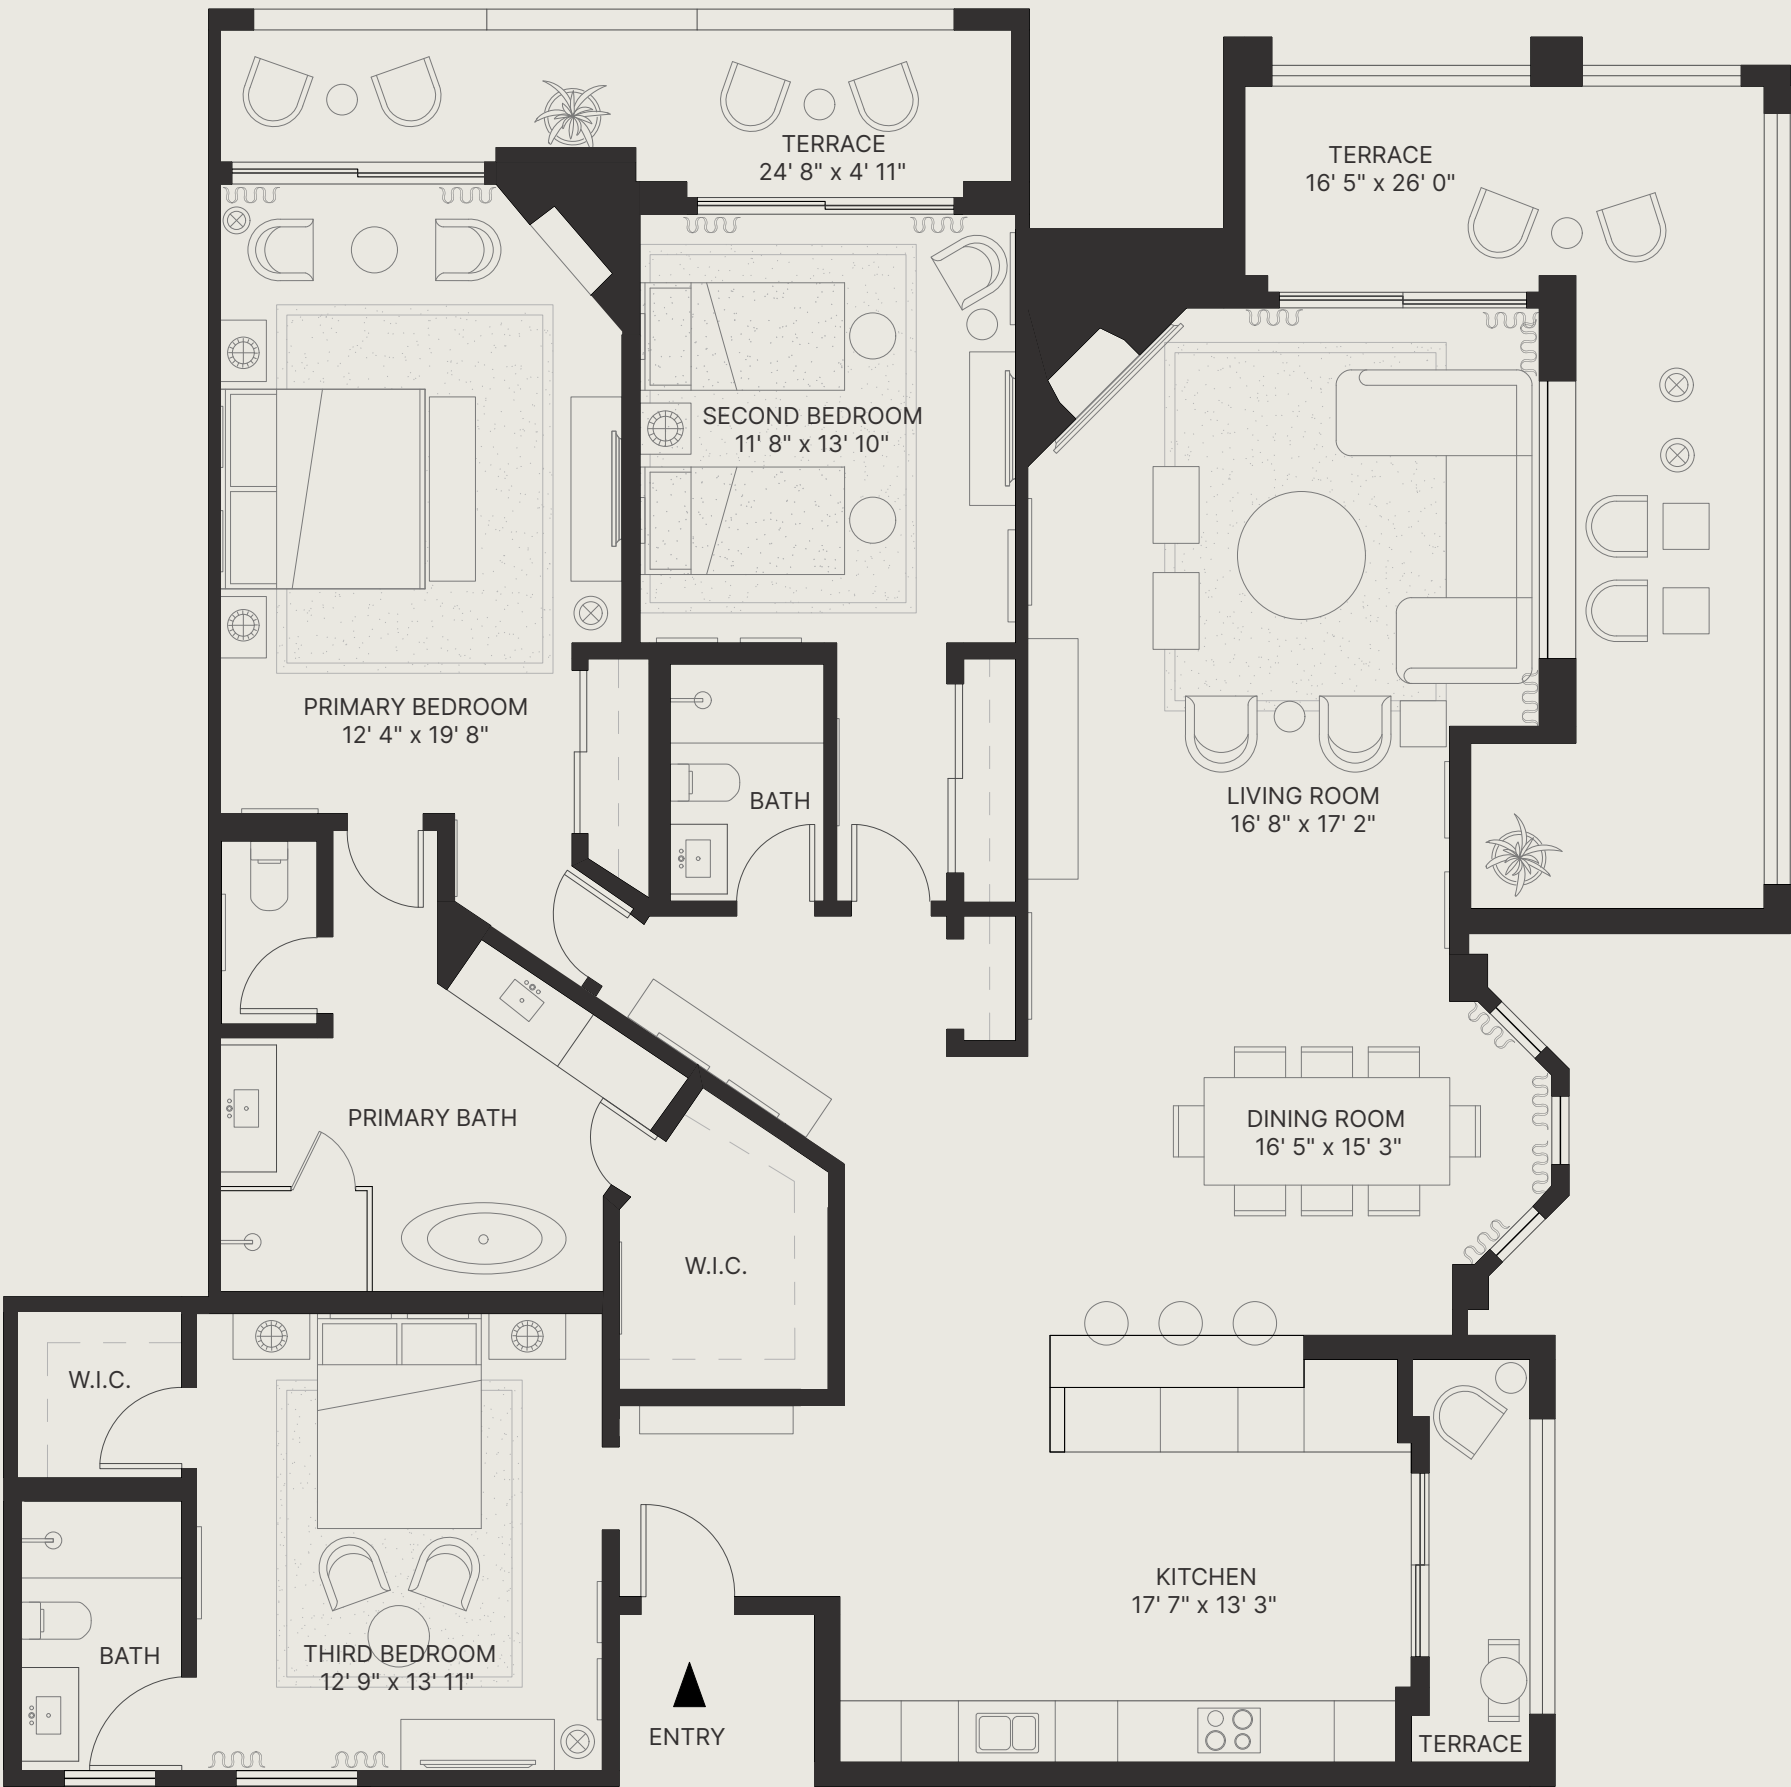 TERRACE
24' 8" x 4' 11"
TERRACE
16' 5" x 26' 0"
SECOND BEDROOM
11' 8" x 13' 10"
PRIMARY BEDROOM
12' 4" x 19' 8"
BATH
LIVING ROOM
16' 8" x 17' 2"
PRIMARY BATH
DINING ROOM
16' 5" x 15' 3"
W.I.C.
W.I.C.
KITCHEN
17' 7" x 13' 3"
BATH
THIRD BEDROOM
12' 9" x 13' 11"
ENTRY
TERRACE